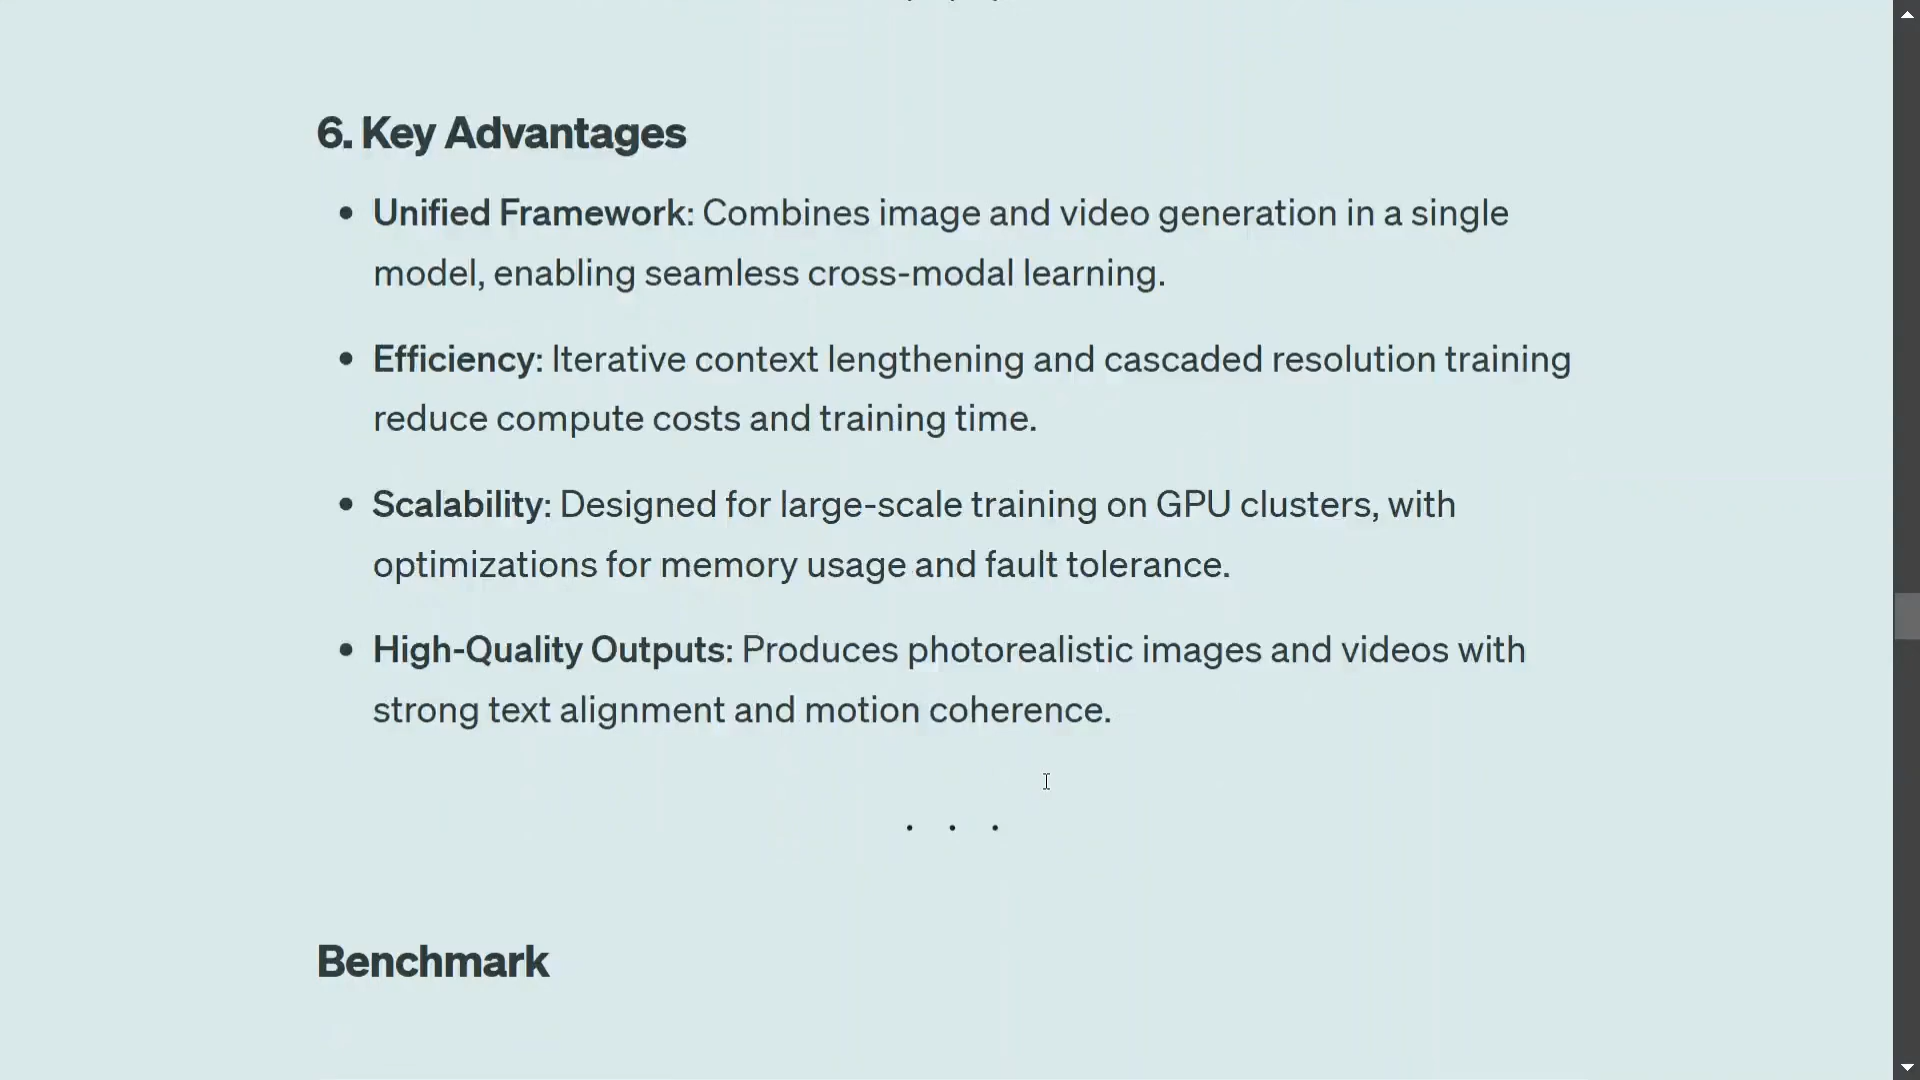 6. Key Advantages
• Unified Framework: Combines image and video generation in a single
model, enabling seamless cross-modal learning.
• Efficiency: Iterative context lengthening and cascaded resolution training
reduce compute costs and training time.
• Scalability: Designed for large-scale training on GPU clusters, with
optimizations for memory usage and fault tolerance.
• High-Quality Outputs: Produces photorealistic images and videos with
strong text alignment and motion coherence.
. . .
Benchmark